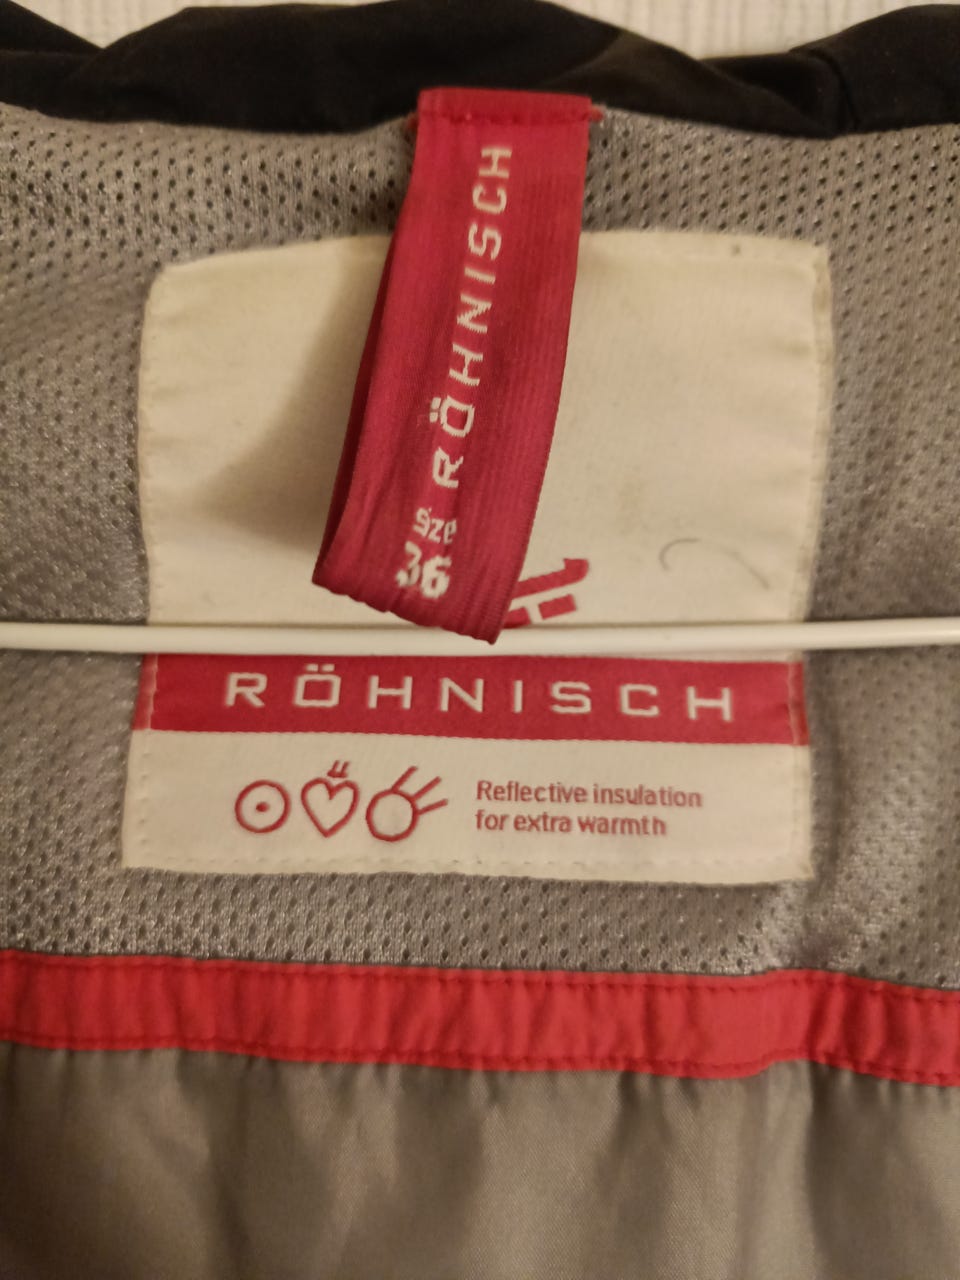 RÖHNISCH
size
36
RÖHNISCH
Reflective insulation
for extra warmth